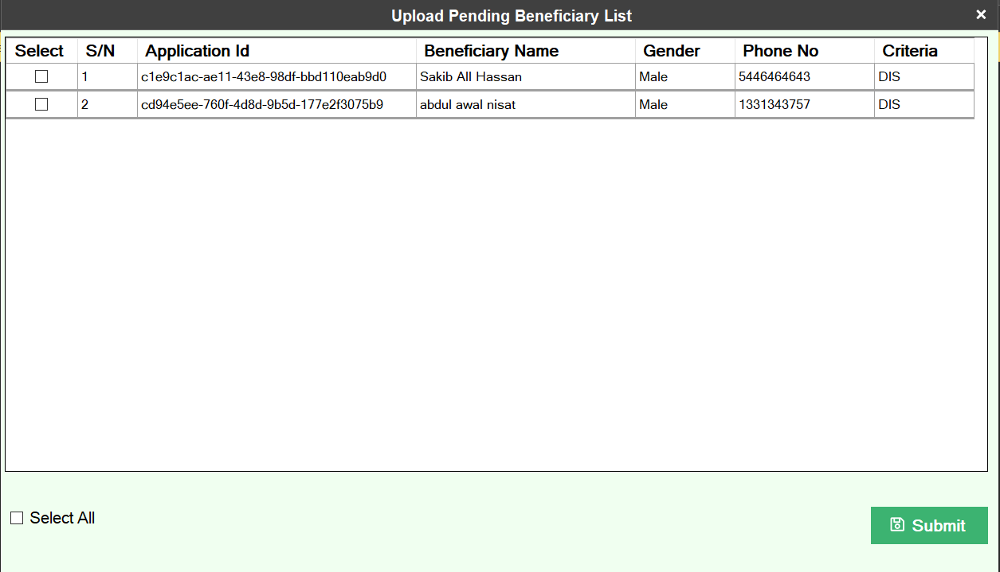 Upload Pending Beneficiary List
Select S/N Application Id Beneficiary Name Gender Phone No Criteria
1 c1e9c1ac-ae11-43e8-98df-bbd110eab9d0 Sakib All Hassan Male 5446464643 DIS
2 cd94e5ee-760f-4d8d-9b5d-177e2f3075b9 abdul awal nisat Male 1331343757 DIS
Select All
Submit